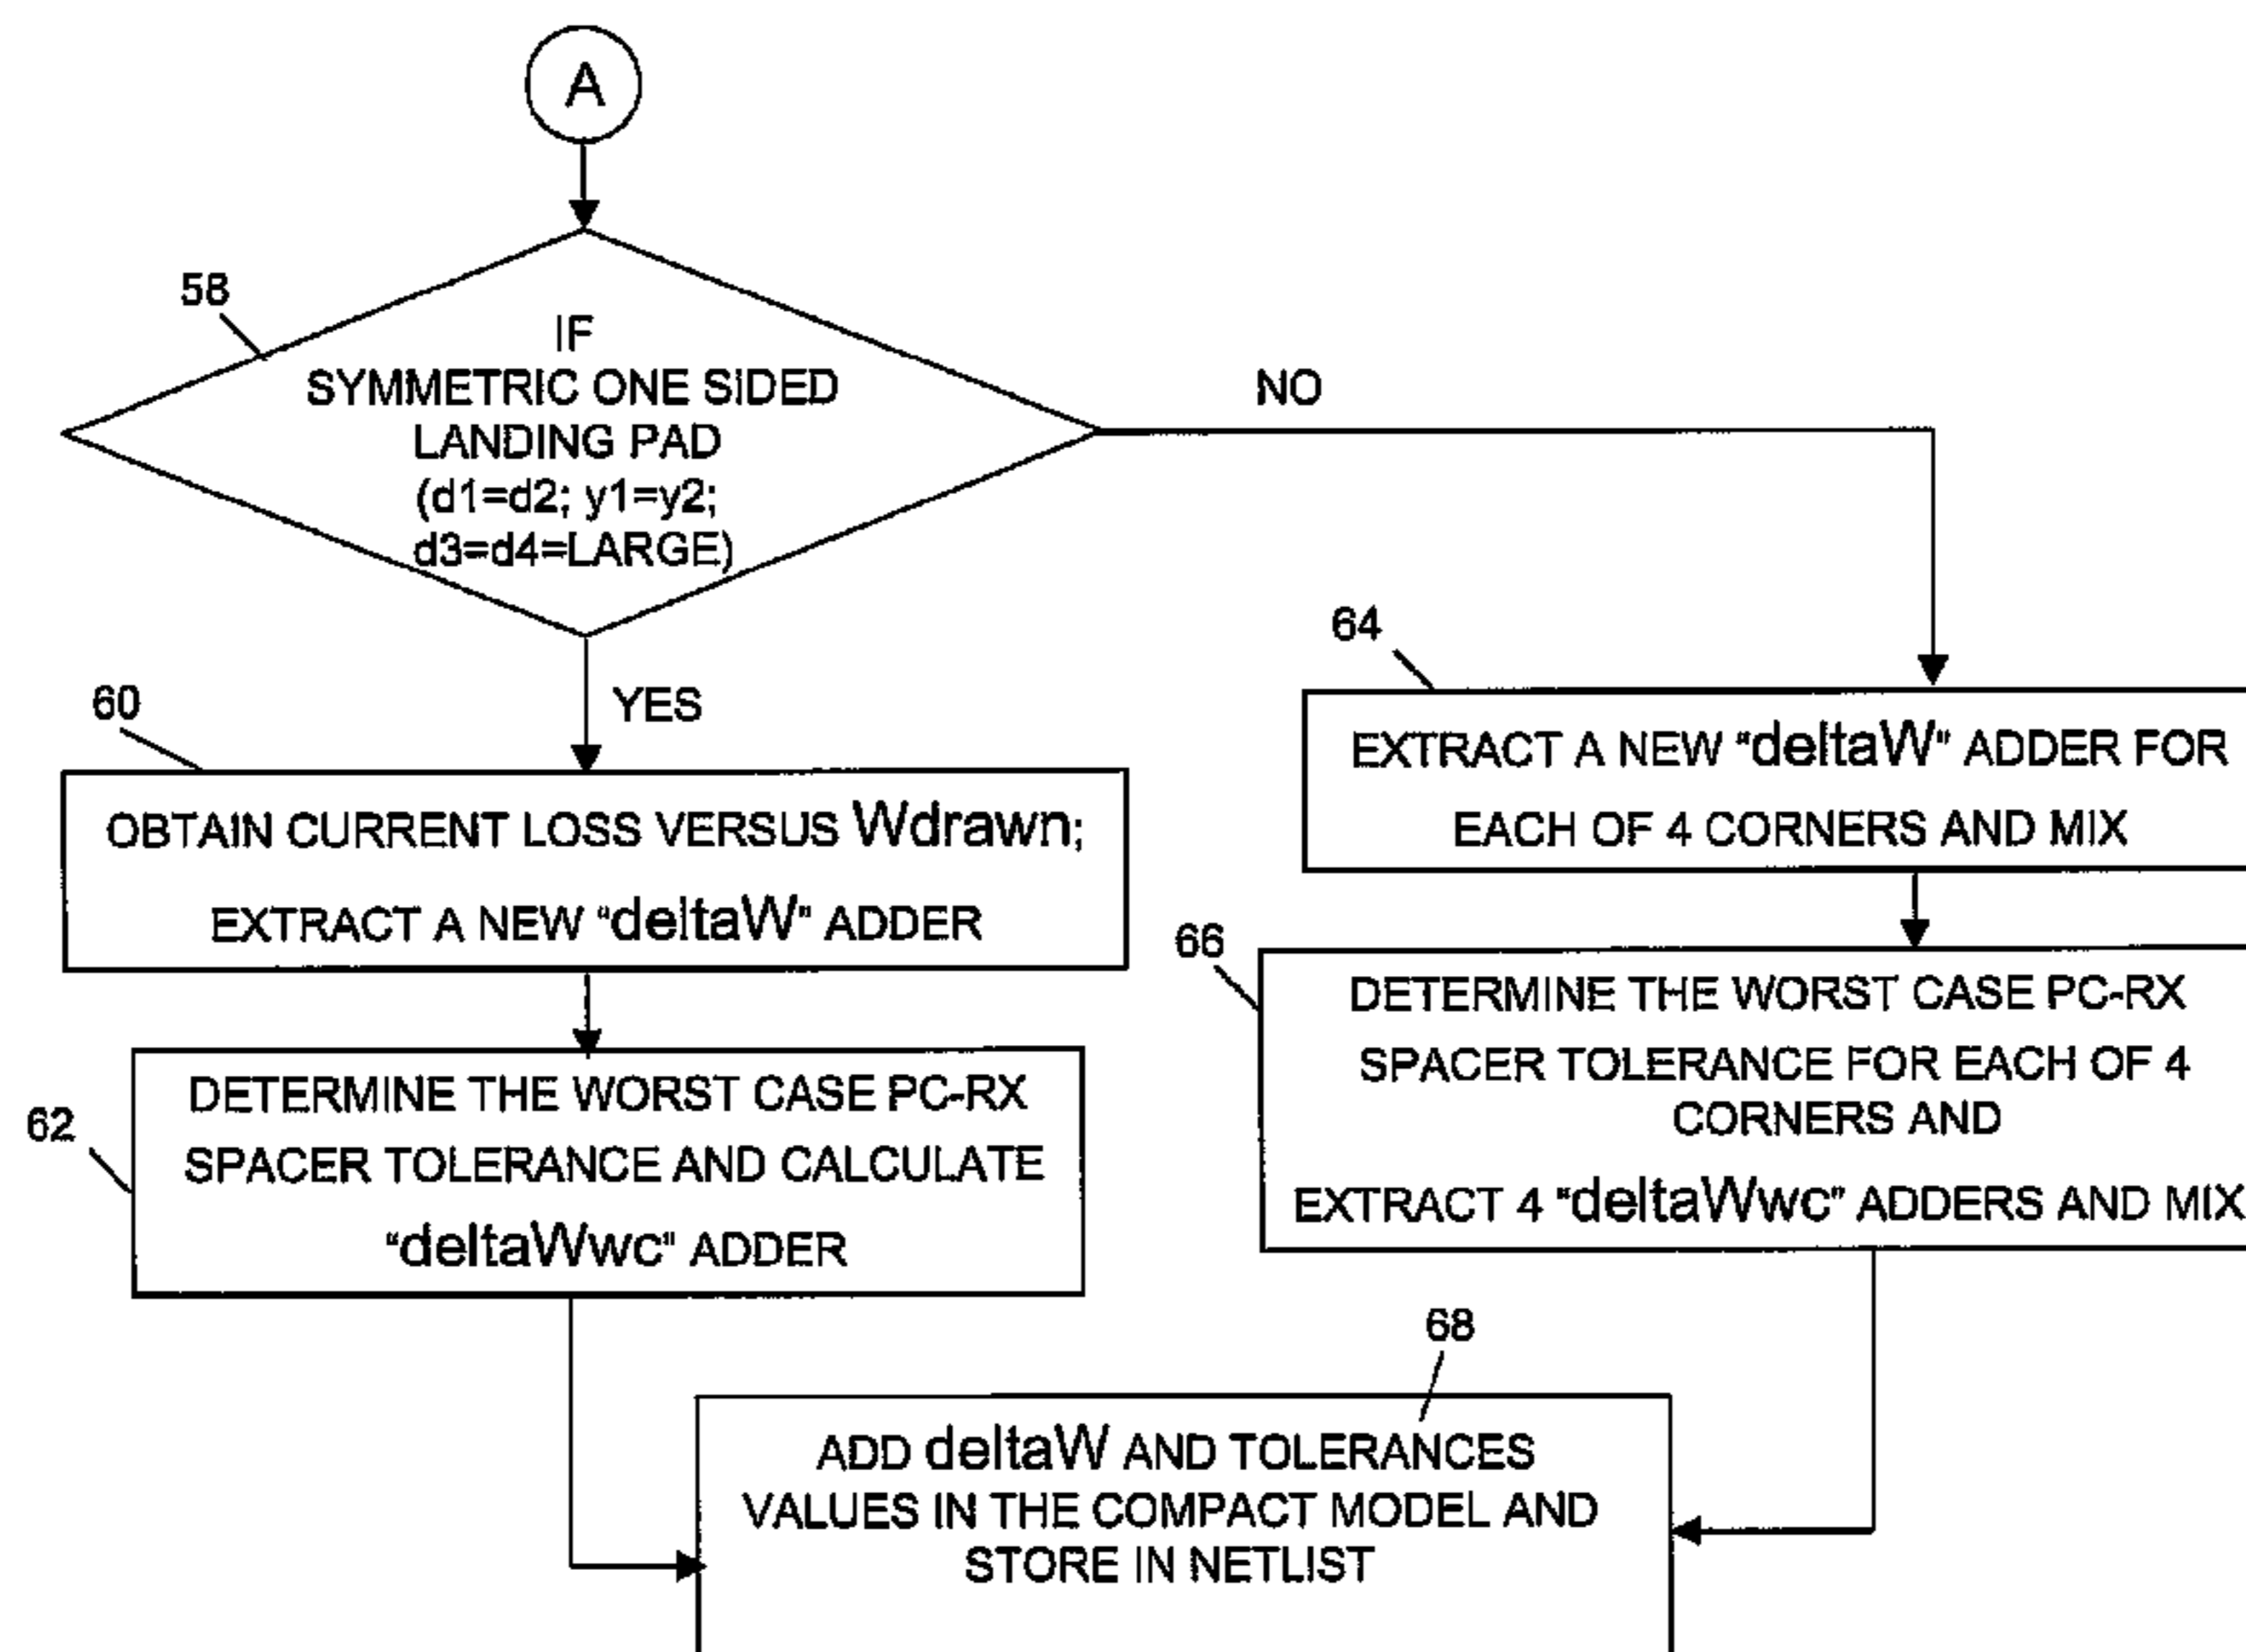 A
58
IF
SYMMETRIC ONE SIDED
LANDING PAD
(d1=d2; y1=y2;
d3=d4=LARGE)
NO
YES
60
OBTAIN CURRENT LOSS VERSUS Wdrawn;
EXTRACT A NEW "deltaW" ADDER
62
DETERMINE THE WORST CASE PC-RX
SPACER TOLERANCE AND CALCULATE
"deltaWwc" ADDER
64
EXTRACT A NEW "deltaW" ADDER FOR
EACH OF 4 CORNERS AND MIX
66
DETERMINE THE WORST CASE PC-RX
SPACER TOLERANCE FOR EACH OF 4
CORNERS AND
EXTRACT 4 "deltaWwc" ADDERS AND MIX
68
ADD deltaW AND TOLERANCES
VALUES IN THE COMPACT MODEL AND
STORE IN NETLIST